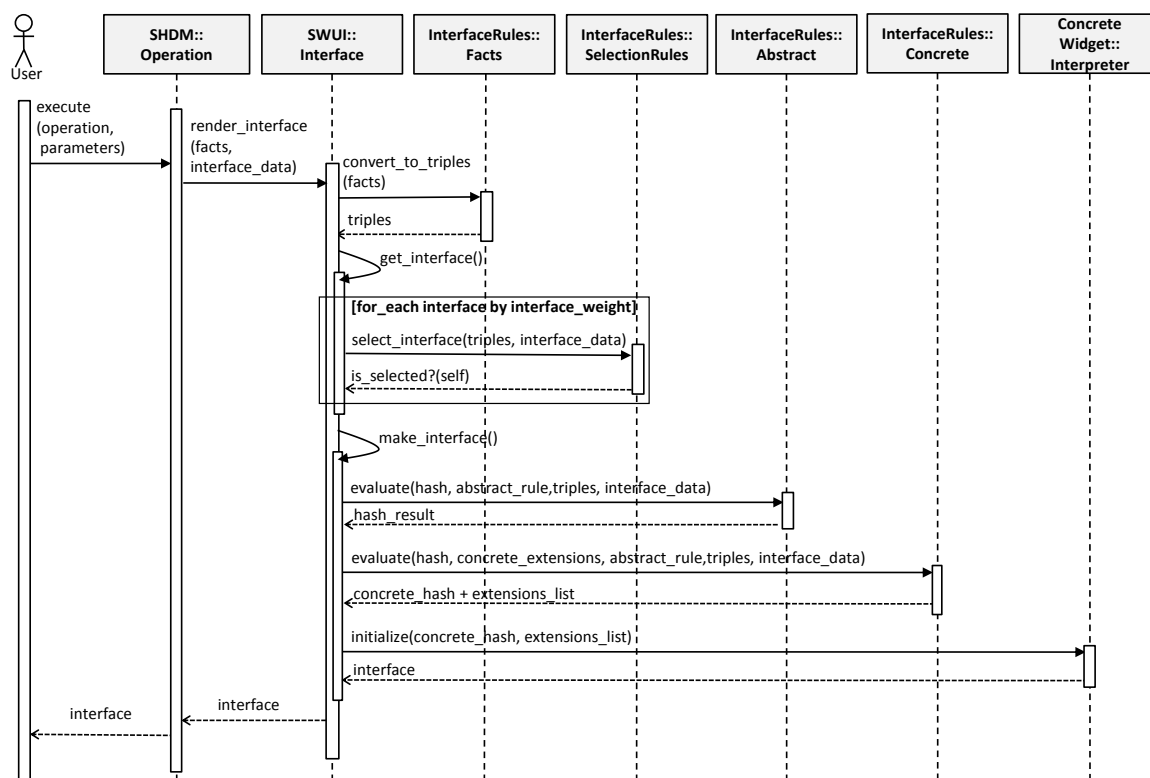 User
SHDM::
Operation
SWUI::
Interface
InterfaceRules::
Facts
InterfaceRules::
SelectionRules
InterfaceRules::
Abstract
InterfaceRules::
Concrete
Concrete
Widget::
Interpreter
execute
(operation,
parameters)
render_interface
(facts,
interface_data)
convert_to_triples
(facts)
triples
get_interface()
[for_each interface by interface_weight]
select_interface(triples, interface_data)
is_selected?(self)
make_interface()
evaluate(hash, abstract_rule,triples, interface_data)
hash_result
evaluate(hash, concrete_extensions, abstract_rule,triples, interface_data)
concrete_hash + extensions_list
initialize(concrete_hash, extensions_list)
interface
interface
interface